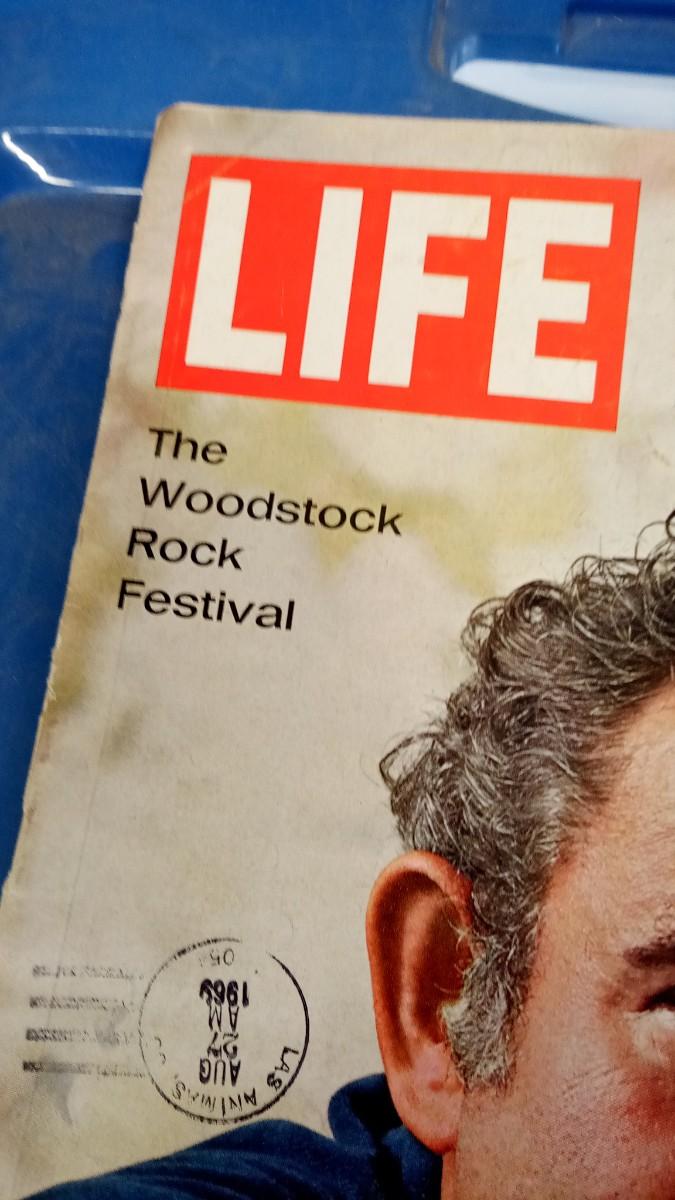 LIFE
The
Woodstock
Rock
Festival
LAS ANIMAS,
AUG
27
AM
1969